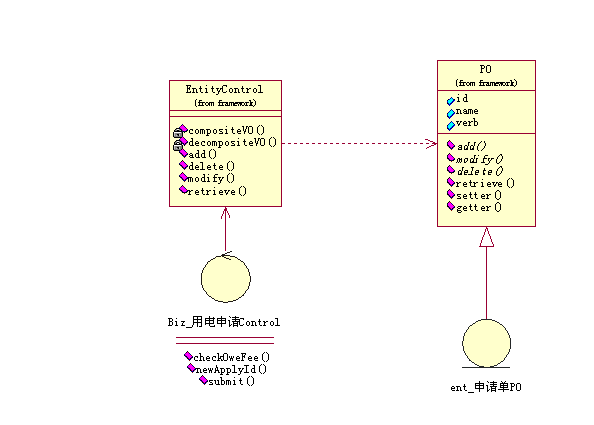 EntityControl
(from framework)
compositeVO()
decompositeVO()
add()
delete()
modify()
retrieve()
PO
(from framework)
id
name
verb
add()
modify()
delete()
retrieve()
setter()
getter()
Biz_用电申请Control
checkOweFee()
newApplyId()
submit()
ent_申请单PO